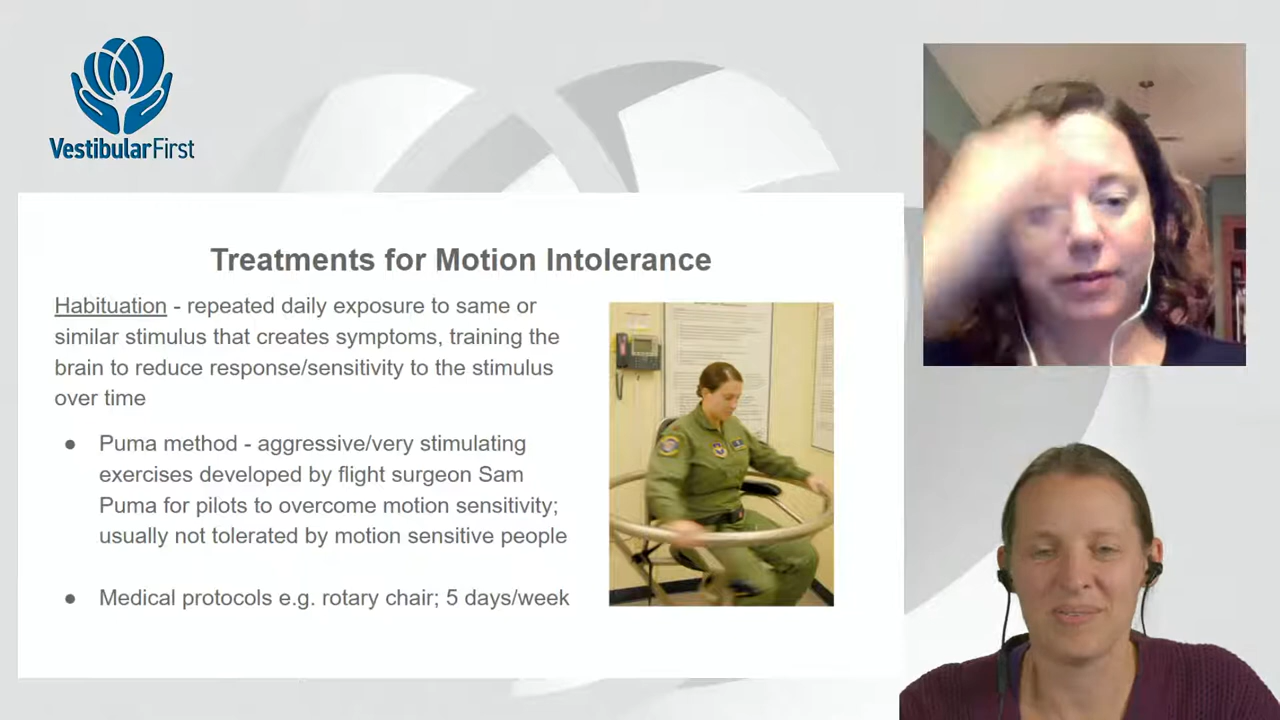 VestibularFirst
Treatments for Motion Intolerance
Habituation - repeated daily exposure to same or
similar stimulus that creates symptoms, training the
brain to reduce response/sensitivity to the stimulus
over time
● Puma method - aggressive/very stimulating
exercises developed by flight surgeon Sam
Puma for pilots to overcome motion sensitivity;
usually not tolerated by motion sensitive people
● Medical protocols e.g. rotary chair; 5 days/week